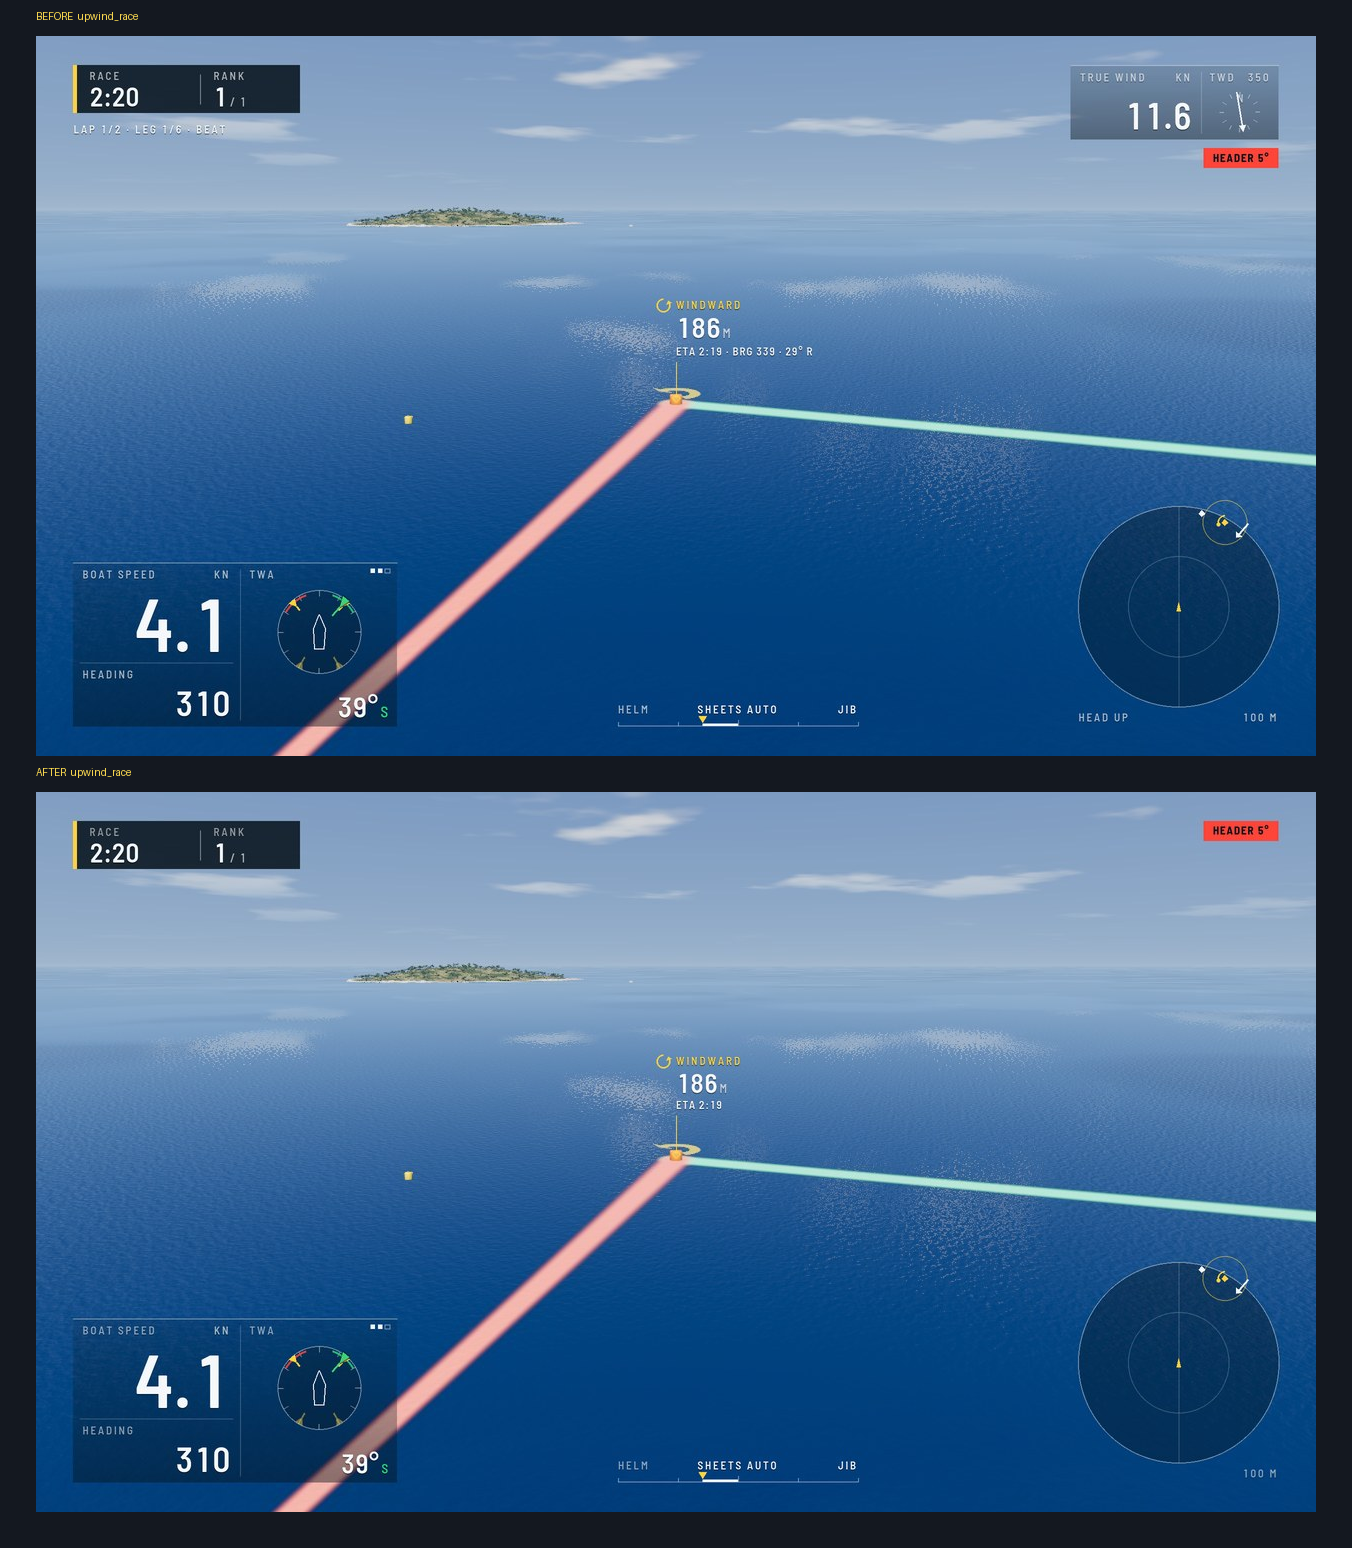 BEFORE upwind_race
RACE RANK
2:20 1 / 1
LAP 1/2 · LEG 1/6 · BEAT
TRUE WIND KN TWD 350
11.6 N
HEADER 5°
WINDWARD
186 M
ETA 2:19 · BRG 339 · 29° R
BOAT SPEED KN TWA
4.1
HEADING
310 39° S
HELM SHEETS AUTO JIB
HEAD UP 100 M
AFTER upwind_race
RACE RANK
2:20 1 / 1
HEADER 5°
WINDWARD
186 M
ETA 2:19
BOAT SPEED KN TWA
4.1
HEADING
310 39° S
HELM SHEETS AUTO JIB
100 M